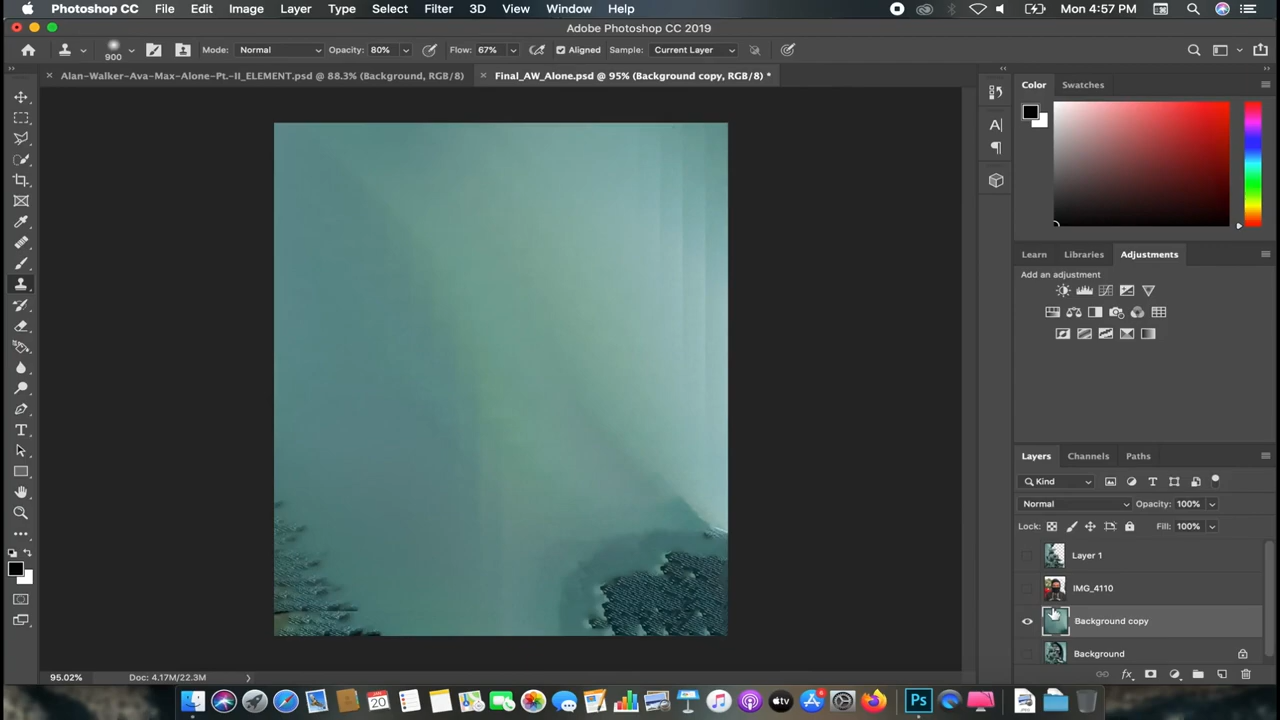 Photoshop CC File Edit Image Layer Type Select Filter 3D View Window Help Mon 4:57 PM
Adobe Photoshop CC 2019
900 Mode: Normal Opacity: 80% Flow: 67% Aligned Sample: Current Layer
Alan-Walker-Ava-Max-Alone-Pt.-II_ELEMENT.psd @ 88.3% (Background, RGB/8) Final_AW_Alone.psd @ 95% (Background copy, RGB/8) *
Color Swatches
Learn Libraries Adjustments
Add an adjustment
Layers Channels Paths
Kind
Normal Opacity: 100%
Lock: Fill: 100%
Layer 1
IMG_4110
Background copy
Background
95.02% Doc: 4.17M/22.3M